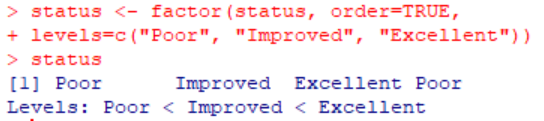 > status <- factor(status, order=TRUE,
+ levels=c("Poor", "Improved", "Excellent"))
> status
[1] Poor      Improved  Excellent Poor
Levels: Poor < Improved < Excellent